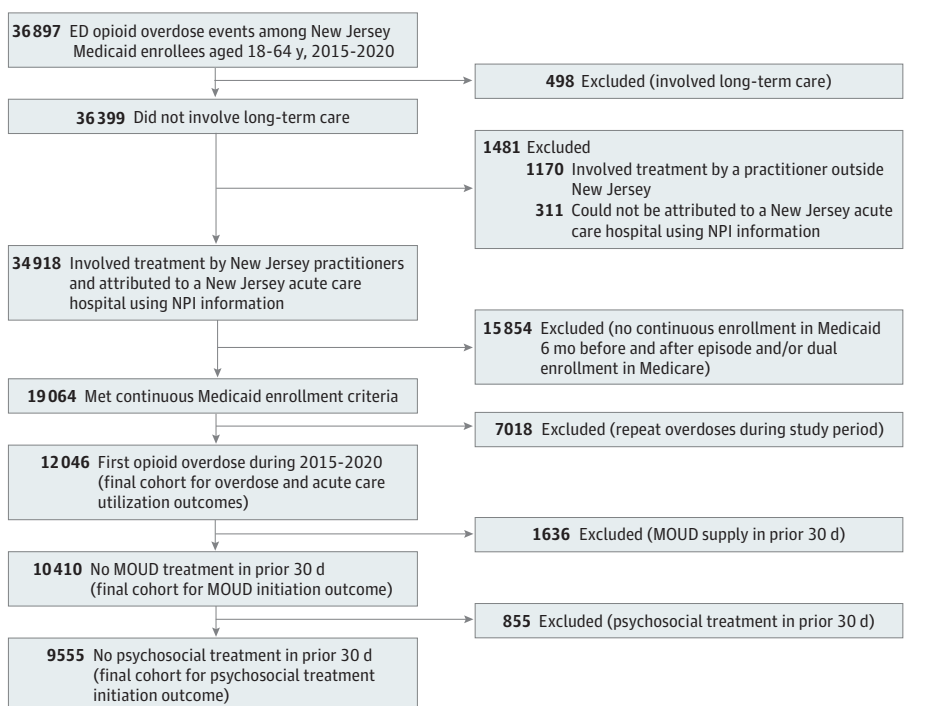 36897 ED opioid overdose events among New Jersey
Medicaid enrollees aged 18-64 y, 2015-2020
498 Excluded (involved long-term care)
36399 Did not involve long-term care
1481 Excluded
1170 Involved treatment by a practitioner outside
New Jersey
311 Could not be attributed to a New Jersey acute
care hospital using NPI information
34918 Involved treatment by New Jersey practitioners
and attributed to a New Jersey acute care
hospital using NPI information
15854 Excluded (no continuous enrollment in Medicaid
6 mo before and after episode and/or dual
enrollment in Medicare)
19064 Met continuous Medicaid enrollment criteria
7018 Excluded (repeat overdoses during study period)
12046 First opioid overdose during 2015-2020
(final cohort for overdose and acute care
utilization outcomes)
1636 Excluded (MOUD supply in prior 30 d)
10410 No MOUD treatment in prior 30 d
(final cohort for MOUD initiation outcome)
855 Excluded (psychosocial treatment in prior 30 d)
9555 No psychosocial treatment in prior 30 d
(final cohort for psychosocial treatment
initiation outcome)